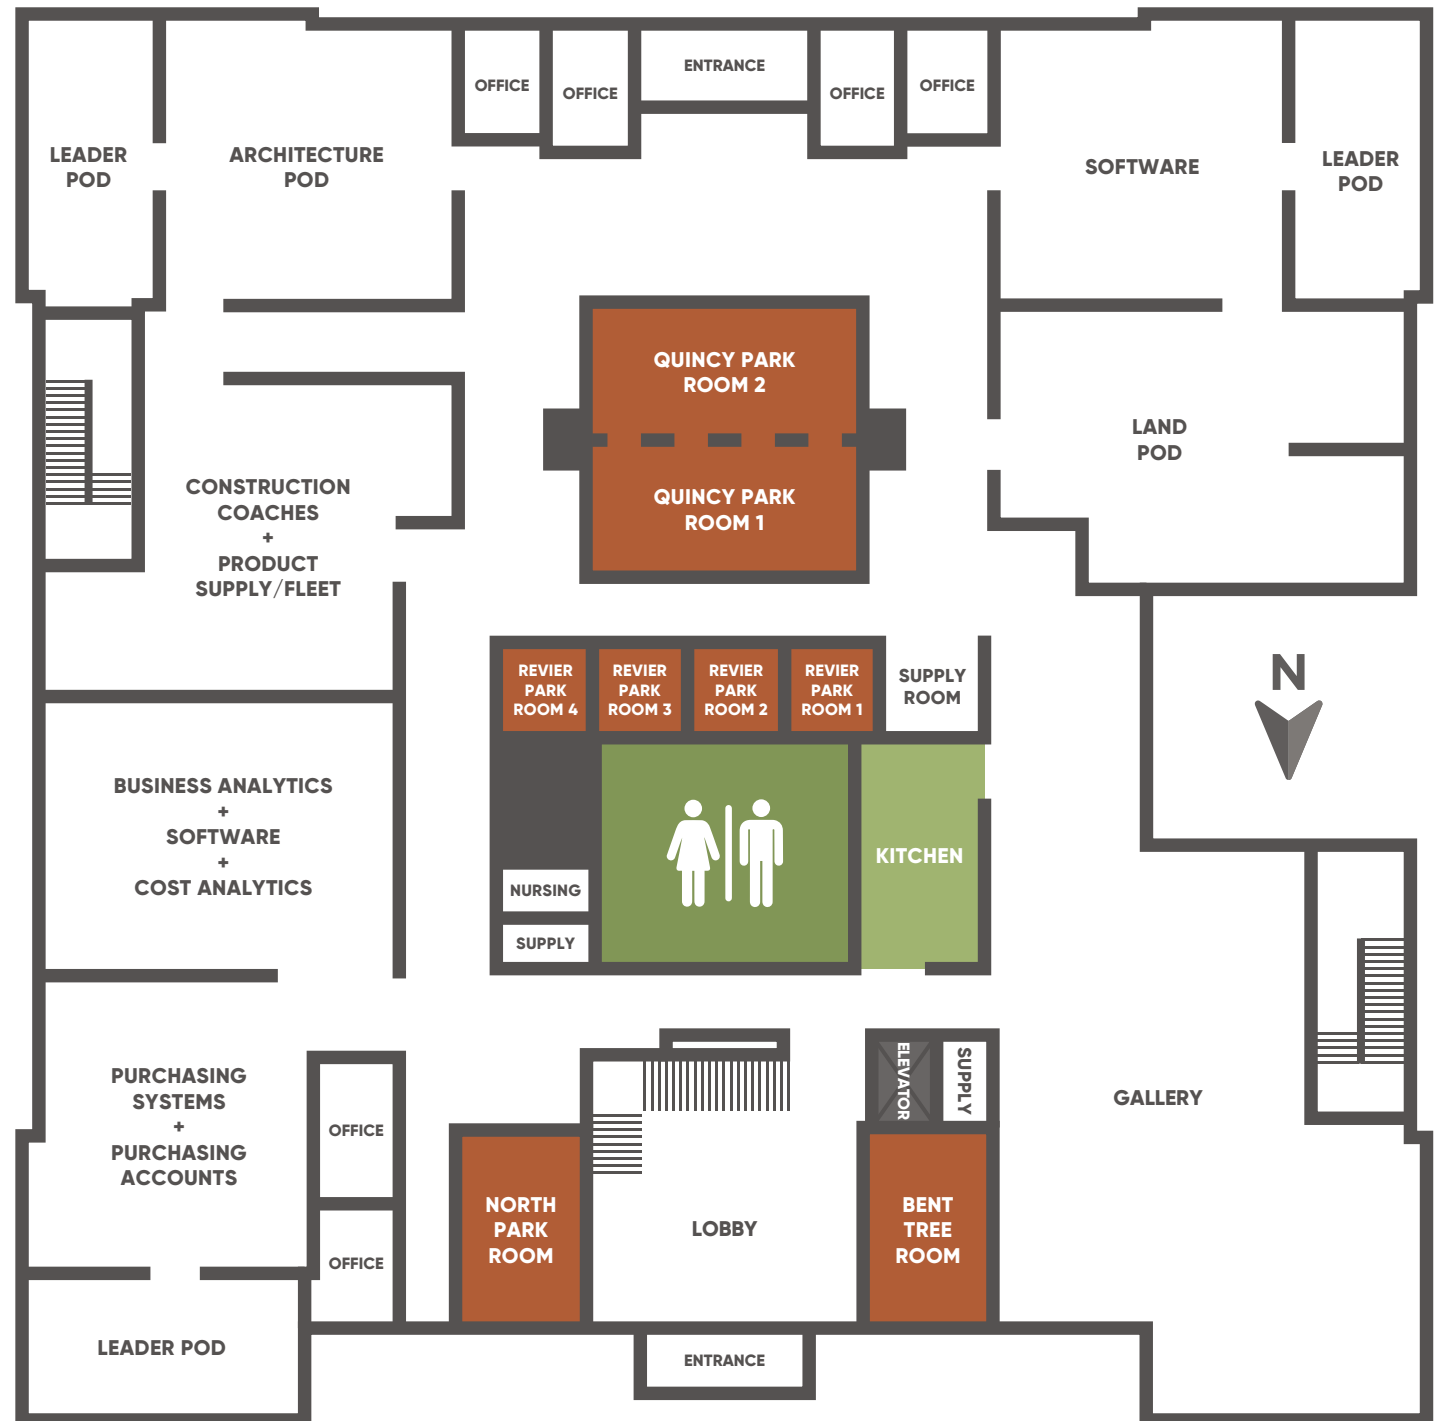 ENTRANCE
OFFICE
OFFICE
OFFICE
OFFICE
LEADER
POD
ARCHITECTURE
POD
SOFTWARE
LEADER
POD
QUINCY PARK
ROOM 2
LAND
POD
QUINCY PARK
ROOM 1
CONSTRUCTION
COACHES
+
PRODUCT
SUPPLY/FLEET
REVIER
PARK
ROOM 4
REVIER
PARK
ROOM 3
REVIER
PARK
ROOM 2
REVIER
PARK
ROOM 1
SUPPLY
ROOM
N
BUSINESS ANALYTICS
+
SOFTWARE
+
COST ANALYTICS
KITCHEN
NURSING
SUPPLY
PURCHASING
SYSTEMS
+
PURCHASING
ACCOUNTS
OFFICE
ELEVATOR
SUPPLY
GALLERY
NORTH
PARK
ROOM
LOBBY
BENT
TREE
ROOM
OFFICE
LEADER POD
ENTRANCE